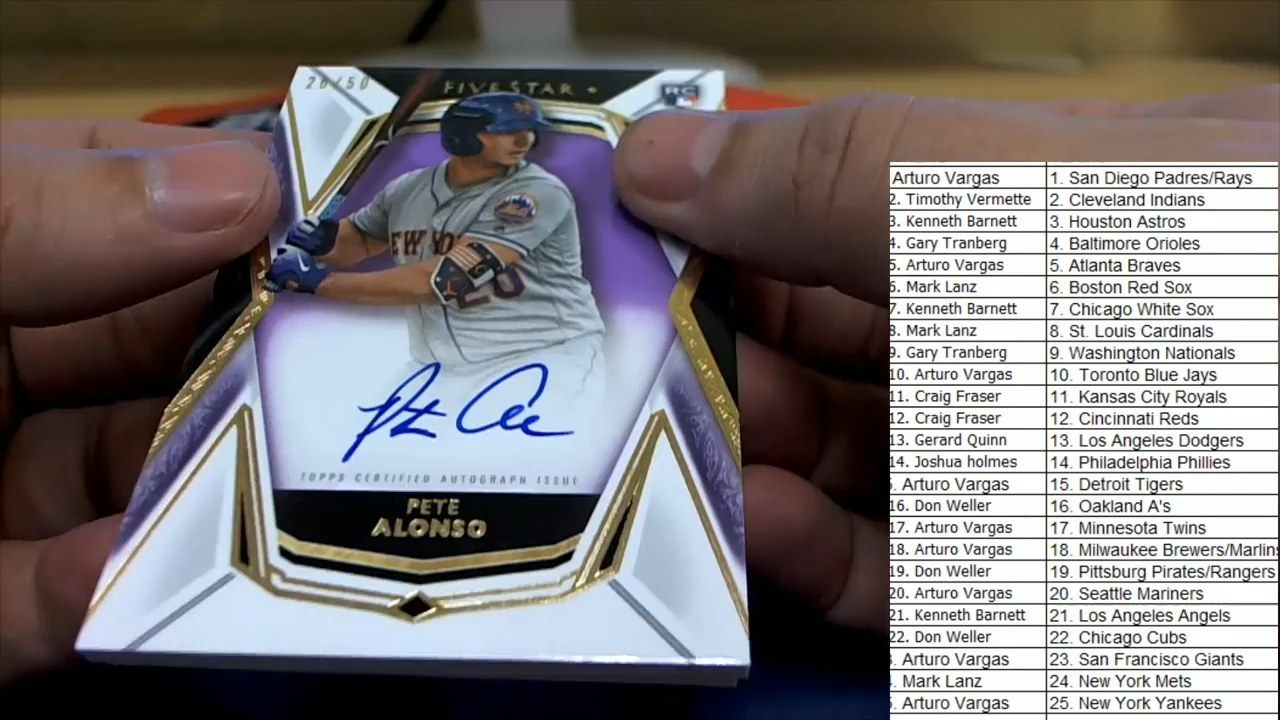 26/50
FIVE STAR
RC
NEW YORK
20
TOPPS CERTIFIED AUTOGRAPH ISSUE
PETE
ALONSO
Arturo Vargas 1. San Diego Padres/Rays
2. Timothy Vermette 2. Cleveland Indians
3. Kenneth Barnett 3. Houston Astros
4. Gary Tranberg 4. Baltimore Orioles
5. Arturo Vargas 5. Atlanta Braves
6. Mark Lanz 6. Boston Red Sox
7. Kenneth Barnett 7. Chicago White Sox
8. Mark Lanz 8. St. Louis Cardinals
9. Gary Tranberg 9. Washington Nationals
10. Arturo Vargas 10. Toronto Blue Jays
11. Craig Fraser 11. Kansas City Royals
12. Craig Fraser 12. Cincinnati Reds
13. Gerard Quinn 13. Los Angeles Dodgers
14. Joshua holmes 14. Philadelphia Phillies
5. Arturo Vargas 15. Detroit Tigers
16. Don Weller 16. Oakland A's
17. Arturo Vargas 17. Minnesota Twins
18. Arturo Vargas 18. Milwaukee Brewers/Marlin
19. Don Weller 19. Pittsburg Pirates/Rangers
20. Arturo Vargas 20. Seattle Mariners
21. Kenneth Barnett 21. Los Angeles Angels
22. Don Weller 22. Chicago Cubs
. Arturo Vargas 23. San Francisco Giants
. Mark Lanz 24. New York Mets
. Arturo Vargas 25. New York Yankees